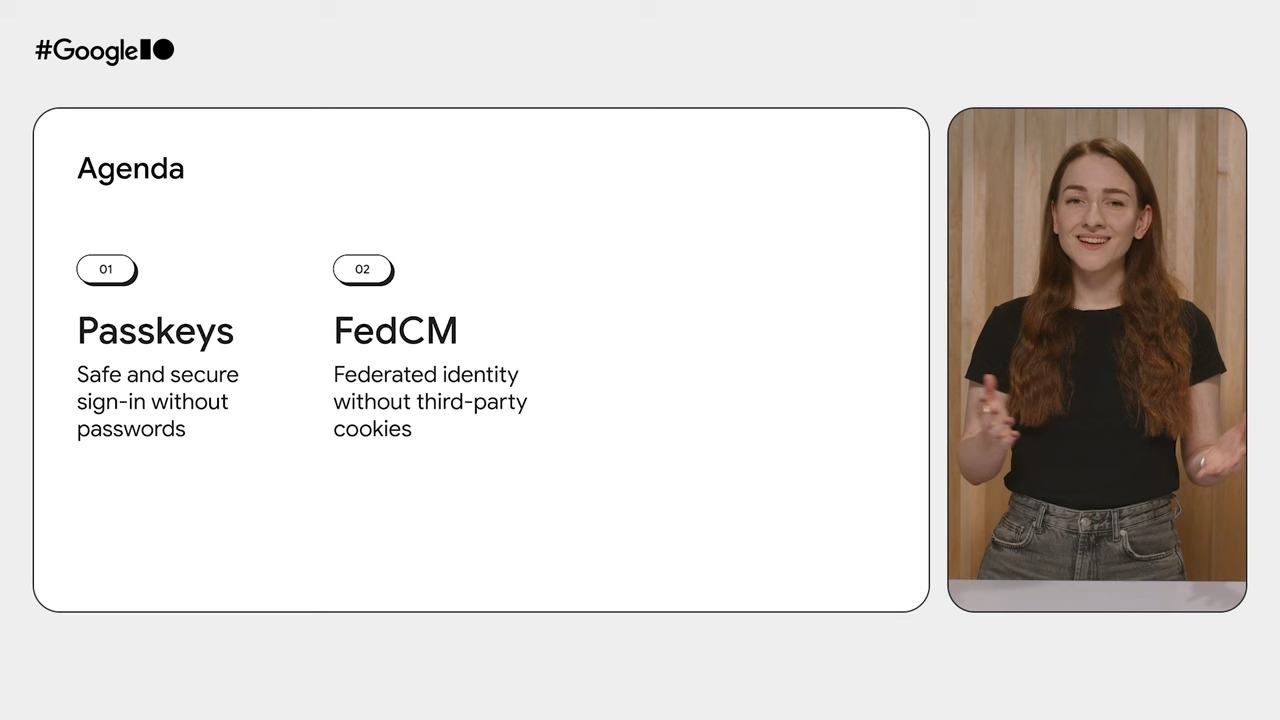 #GoogleIO
Agenda
01
Passkeys
Safe and secure
sign-in without
passwords
02
FedCM
Federated identity
without third-party
cookies